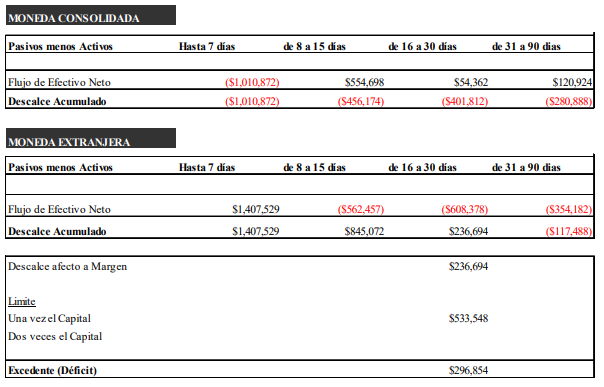 MONEDA CONSOLIDADA
Pasivos menos Activos Hasta 7 días de 8 a 15 días de 16 a 30 días de 31 a 90 días
Flujo de Efectivo Neto ($1,010,872) $554,698 $54,362 $120,924
Descalce Acumulado ($1,010,872) ($456,174) ($401,812) ($280,888)
MONEDA EXTRANJERA
Pasivos menos Activos Hasta 7 días de 8 a 15 días de 16 a 30 días de 31 a 90 días
Flujo de Efectivo Neto $1,407,529 ($562,457) ($608,378) ($354,182)
Descalce Acumulado $1,407,529 $845,072 $236,694 ($117,488)
Descalce afecto a Margen $236,694
Limite
Una vez el Capital $533,548
Dos veces el Capital
Excedente (Déficit) $296,854